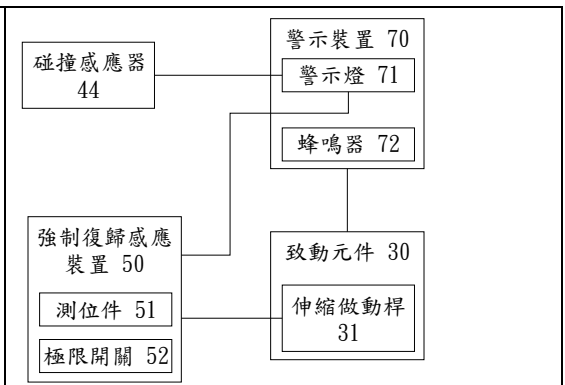 碰撞感應器
44
警示裝置 70
警示燈 71
蜂鳴器 72
強制復歸感應
裝置 50
測位件 51
極限開關 52
致動元件 30
伸縮做動桿
31